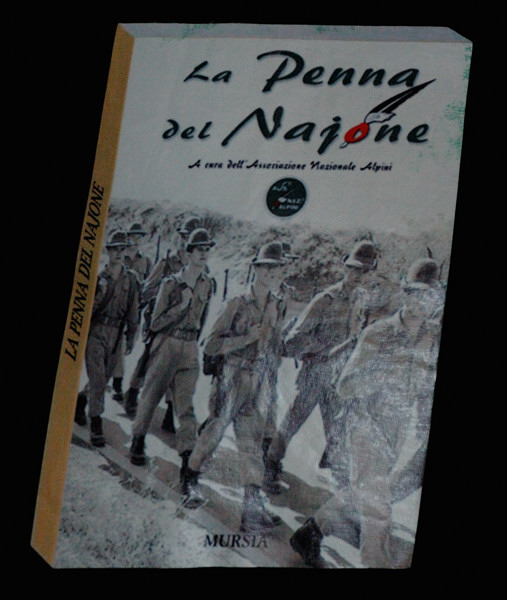 La Penna
del Najone
A cura dell'Associazione Nazionale Alpini
LA PENNA DEL NAJONE
MURSIA